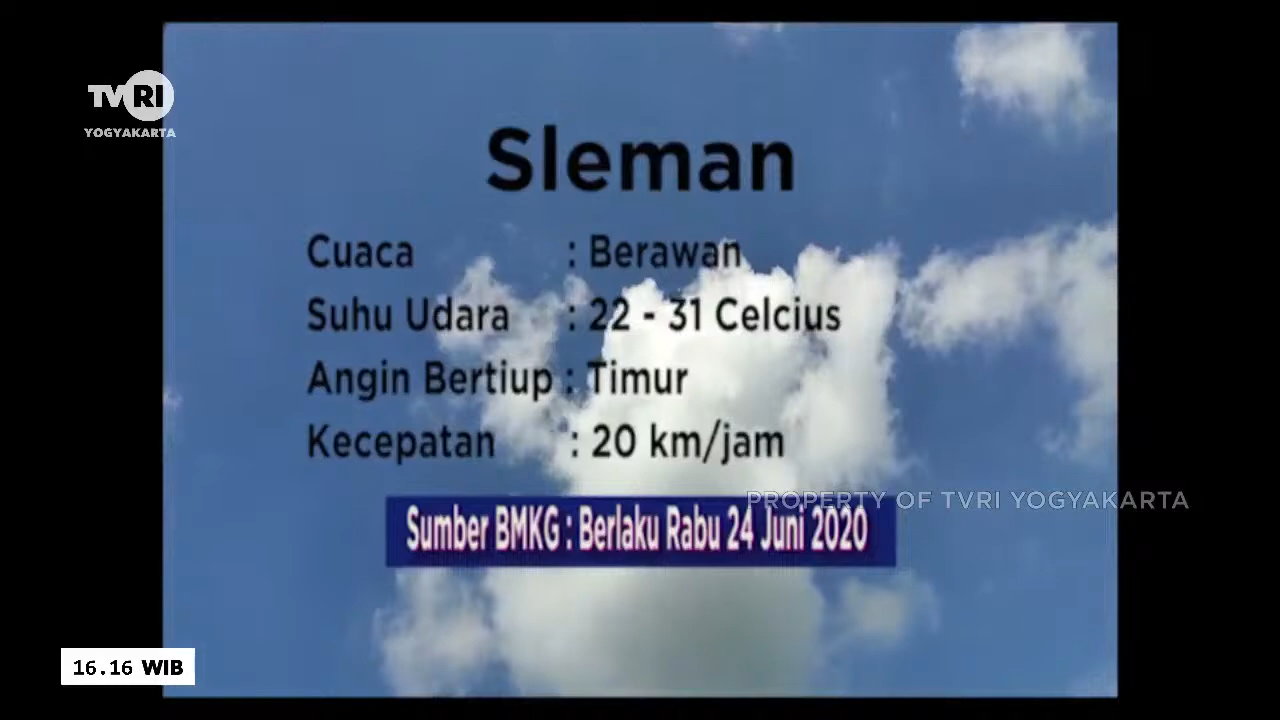 TVRI
YOGYAKARTA
Sleman
Cuaca : Berawan
Suhu Udara : 22 - 31 Celcius
Angin Bertiup : Timur
Kecepatan : 20 km/jam
PROPERTY OF TVRI YOGYAKARTA
Sumber BMKG : Berlaku Rabu 24 Juni 2020
16.16 WIB